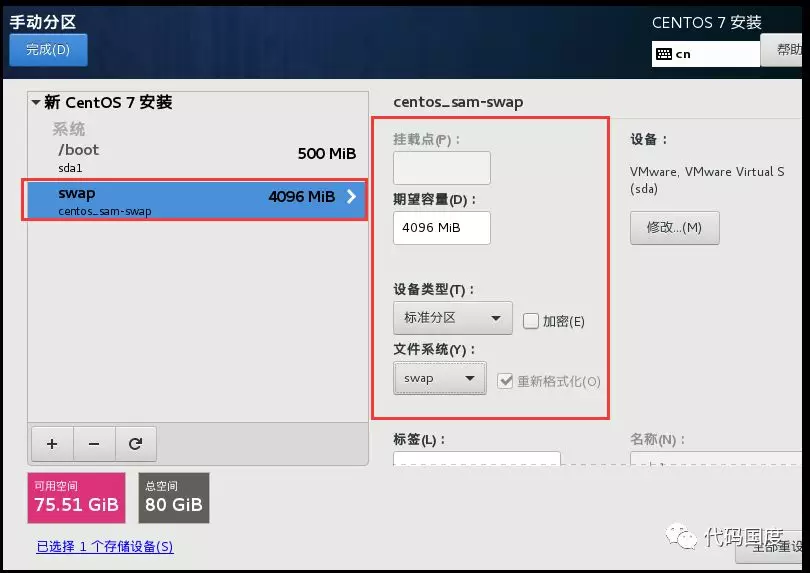 手动分区
CENTOS 7 安装
完成(D)
cn
帮助
新 CentOS 7 安装
系统
/boot
500 MiB
sda1
swap
4096 MiB
centos_sam-swap
+
−
可用空间
75.51 GiB
总空间
80 GiB
已选择 1 个存储设备(S)
centos_sam-swap
挂载点(P)：
期望容量(D)：
4096 MiB
设备类型(T)：
标准分区
加密(E)
文件系统(Y)：
swap
重新格式化(O)
标签(L)：
设备：
VMware, VMware Virtual S
(sda)
修改...(M)
名称(N)：
代码国度
全部重设